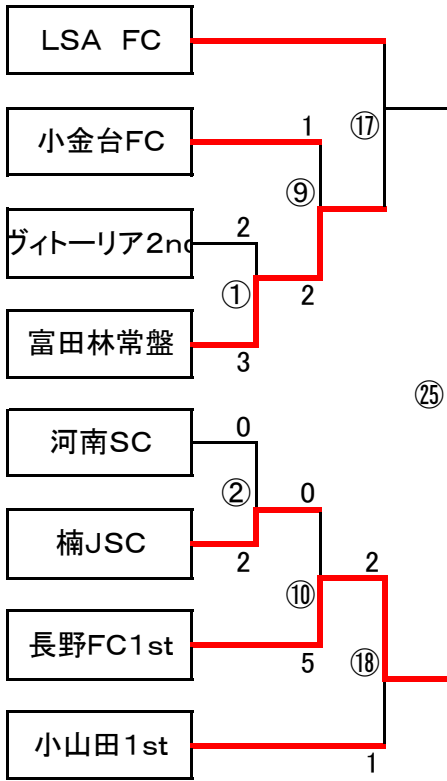 LSA FC
小金台FC
1
⑰
⑨
ヴィトーリア2nd
2
①
2
富田林常盤
3
㉕
河南SC
0
②
0
楠JSC
2
2
⑩
長野FC1st
5
⑱
小山田1st
1